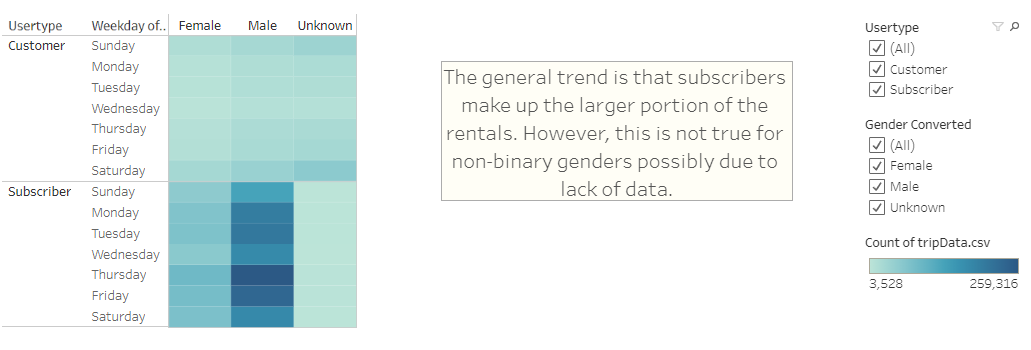 Usertype Weekday of.. Female Male Unknown
Customer Sunday
Monday
Tuesday
Wednesday
Thursday
Friday
Saturday
Subscriber Sunday
Monday
Tuesday
Wednesday
Thursday
Friday
Saturday
The general trend is that subscribers
make up the larger portion of the
rentals. However, this is not true for
non-binary genders possibly due to
lack of data.
Usertype
(All)
Customer
Subscriber
Gender Converted
(All)
Female
Male
Unknown
Count of tripData.csv
3,528 259,316